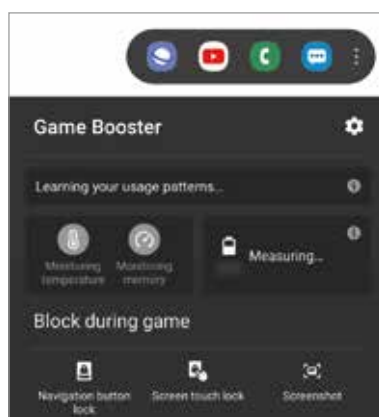 Game Booster
Learning your usage patterns...
Monitoring
temperature
Monitoring
memory
Measuring...
Block during game
Navigation button
lock
Screen touch lock
Screenshot